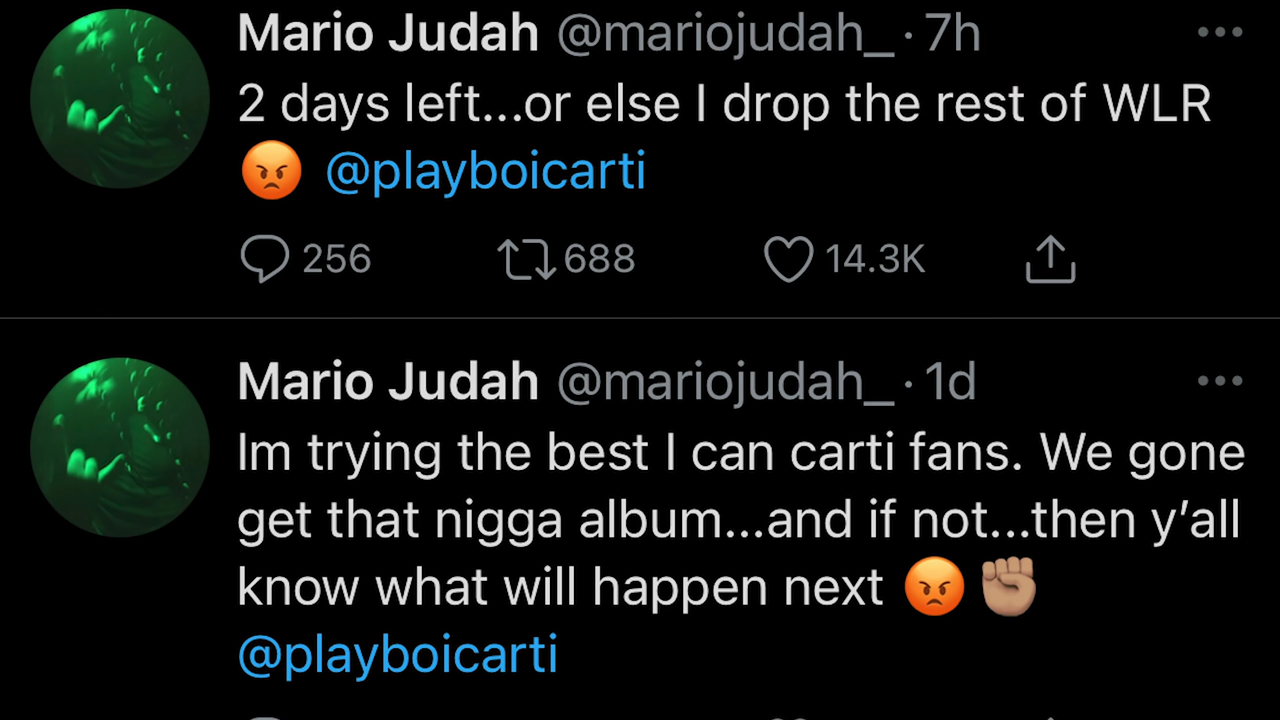 Mario Judah @mariojudah_ · 7h
2 days left...or else I drop the rest of WLR
😡 @playboicarti
256 688 14.3K
Mario Judah @mariojudah_ · 1d
Im trying the best I can carti fans. We gone
get that nigga album...and if not...then y’all
know what will happen next 😡✊🏽
@playboicarti